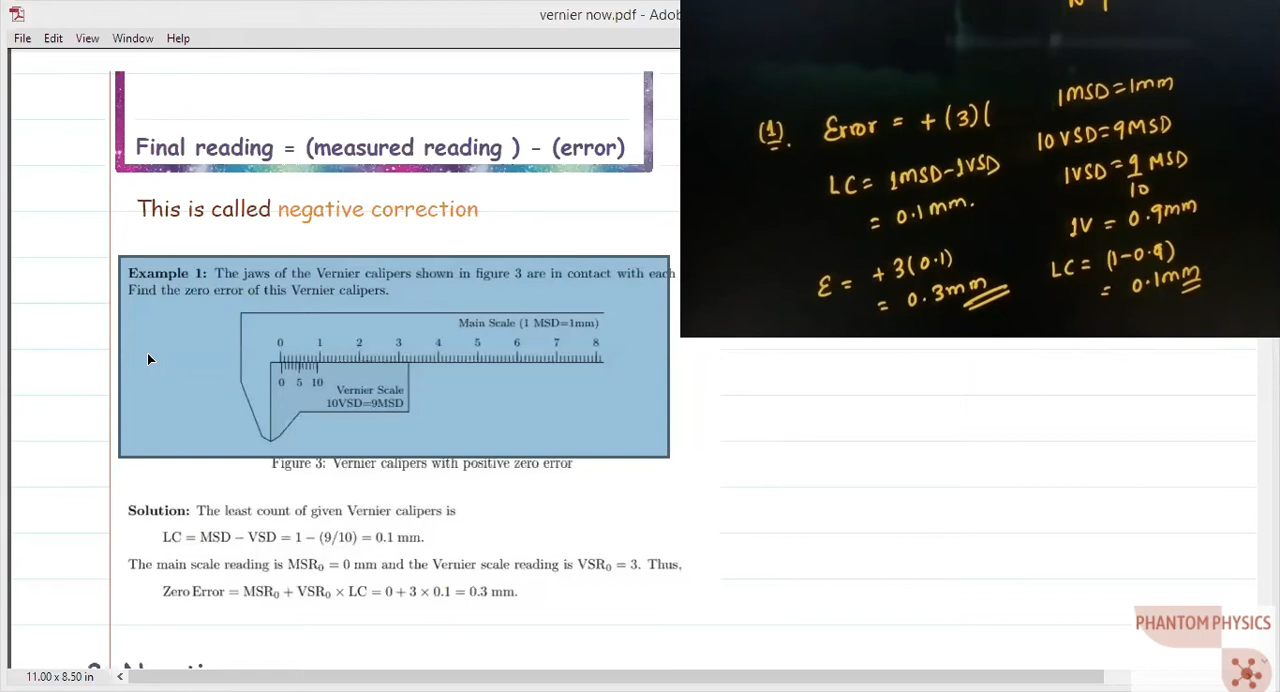 vernier now.pdf - Adob
File Edit View Window Help
Final reading = (measured reading ) - (error)
This is called negative correction
Example 1: The jaws of the Vernier calipers shown in figure 3 are in contact with each
Find the zero error of this Vernier calipers.
Main Scale (1 MSD=1mm)
0 1 2 3 4 5 6 7 8
0 5 10
Vernier Scale
10VSD=9MSD
Figure 3: Vernier calipers with positive zero error
Solution: The least count of given Vernier calipers is
LC = MSD − VSD = 1 − (9/10) = 0.1 mm.
The main scale reading is MSR₀ = 0 mm and the Vernier scale reading is VSR₀ = 3. Thus,
Zero Error = MSR₀ + VSR₀ × LC = 0 + 3 × 0.1 = 0.3 mm.
11.00 x 8.50 in
(1). Error = + (3)(
LC = 1MSD-1VSD
= 0.1mm.
ε = +3(0.1)
= 0.3mm
1MSD = 1mm
10VSD = 9MSD
1VSD = 9/10 MSD
1V = 0.9mm
LC = (1-0.9)
= 0.1mm
PHANTOM PHYSICS